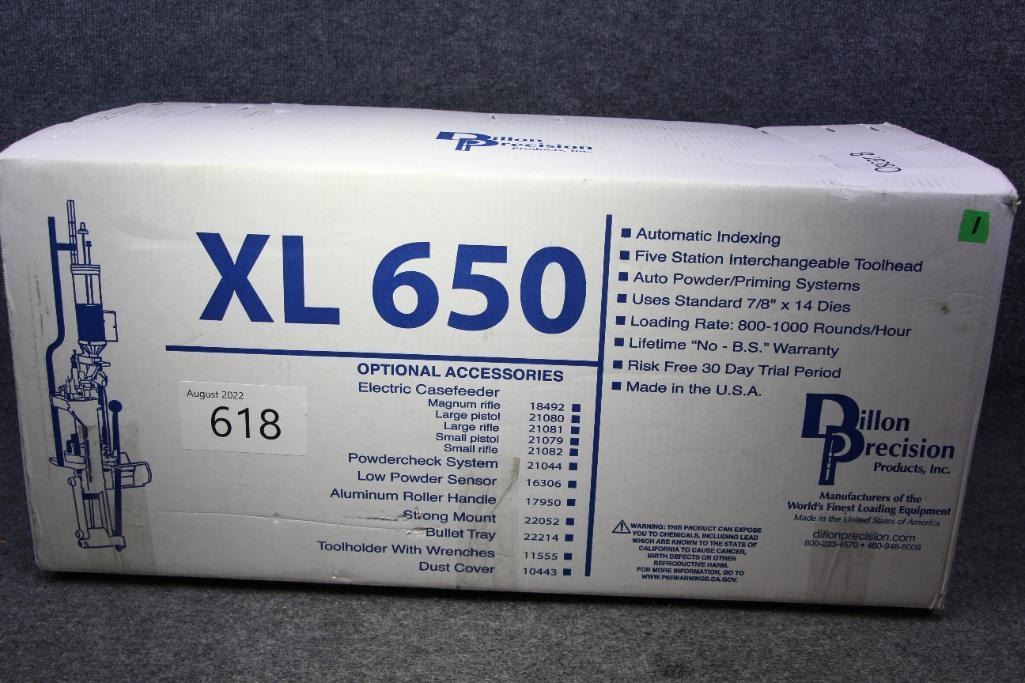 Dillon
Precision
Products, Inc.
1
XL 650
Automatic Indexing
Five Station Interchangeable Toolhead
Auto Powder/Priming Systems
Uses Standard 7/8" x 14 Dies
Loading Rate: 800-1000 Rounds/Hour
Lifetime "No - B.S." Warranty
Risk Free 30 Day Trial Period
Made in the U.S.A.
August 2022
618
OPTIONAL ACCESSORIES
Electric Casefeeder
Magnum rifle 18492
Large pistol 21080
Large rifle 21081
Small pistol 21079
Small rifle 21082
Powdercheck System 21044
Low Powder Sensor 16306
Aluminum Roller Handle 17950
Strong Mount 22052
Bullet Tray 22214
Toolholder With Wrenches 11555
Dust Cover 10443
Dillon
Precision
Products, Inc.
Manufacturers of the
World's Finest Loading Equipment
Made in the United States of America
dillonprecision.com
800-223-4570 • 480-948-8009
WARNING: THIS PRODUCT CAN EXPOSE
YOU TO CHEMICALS, INCLUDING LEAD
WHICH ARE KNOWN TO THE STATE OF
CALIFORNIA TO CAUSE CANCER,
BIRTH DEFECTS OR OTHER
REPRODUCTIVE HARM.
FOR MORE INFORMATION, GO TO
WWW.P65WARNINGS.CA.GOV.